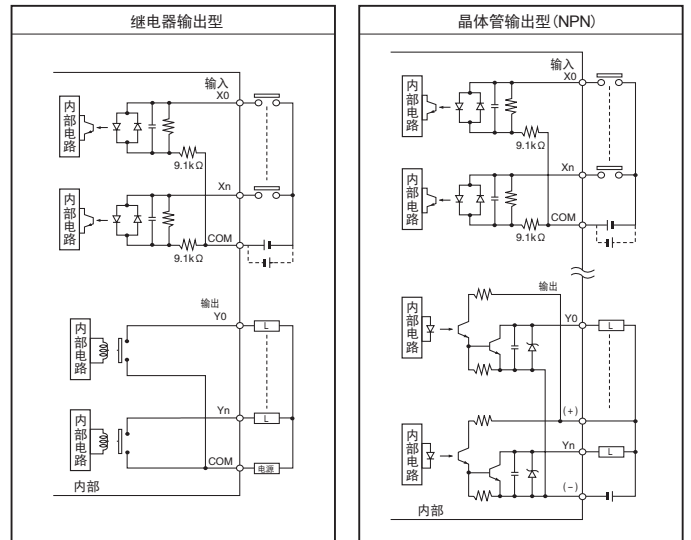 继电器输出型
输入
X0
内部电路
9.1kΩ
Xn
内部电路
COM
9.1kΩ
输出
Y0
L
内部电路
Yn
L
内部电路
COM
电源
内部
晶体管输出型(NPN)
输入
X0
内部电路
9.1kΩ
Xn
内部电路
COM
9.1kΩ
输出
Y0
L
内部电路
(+)
Yn
L
内部电路
(−)
内部